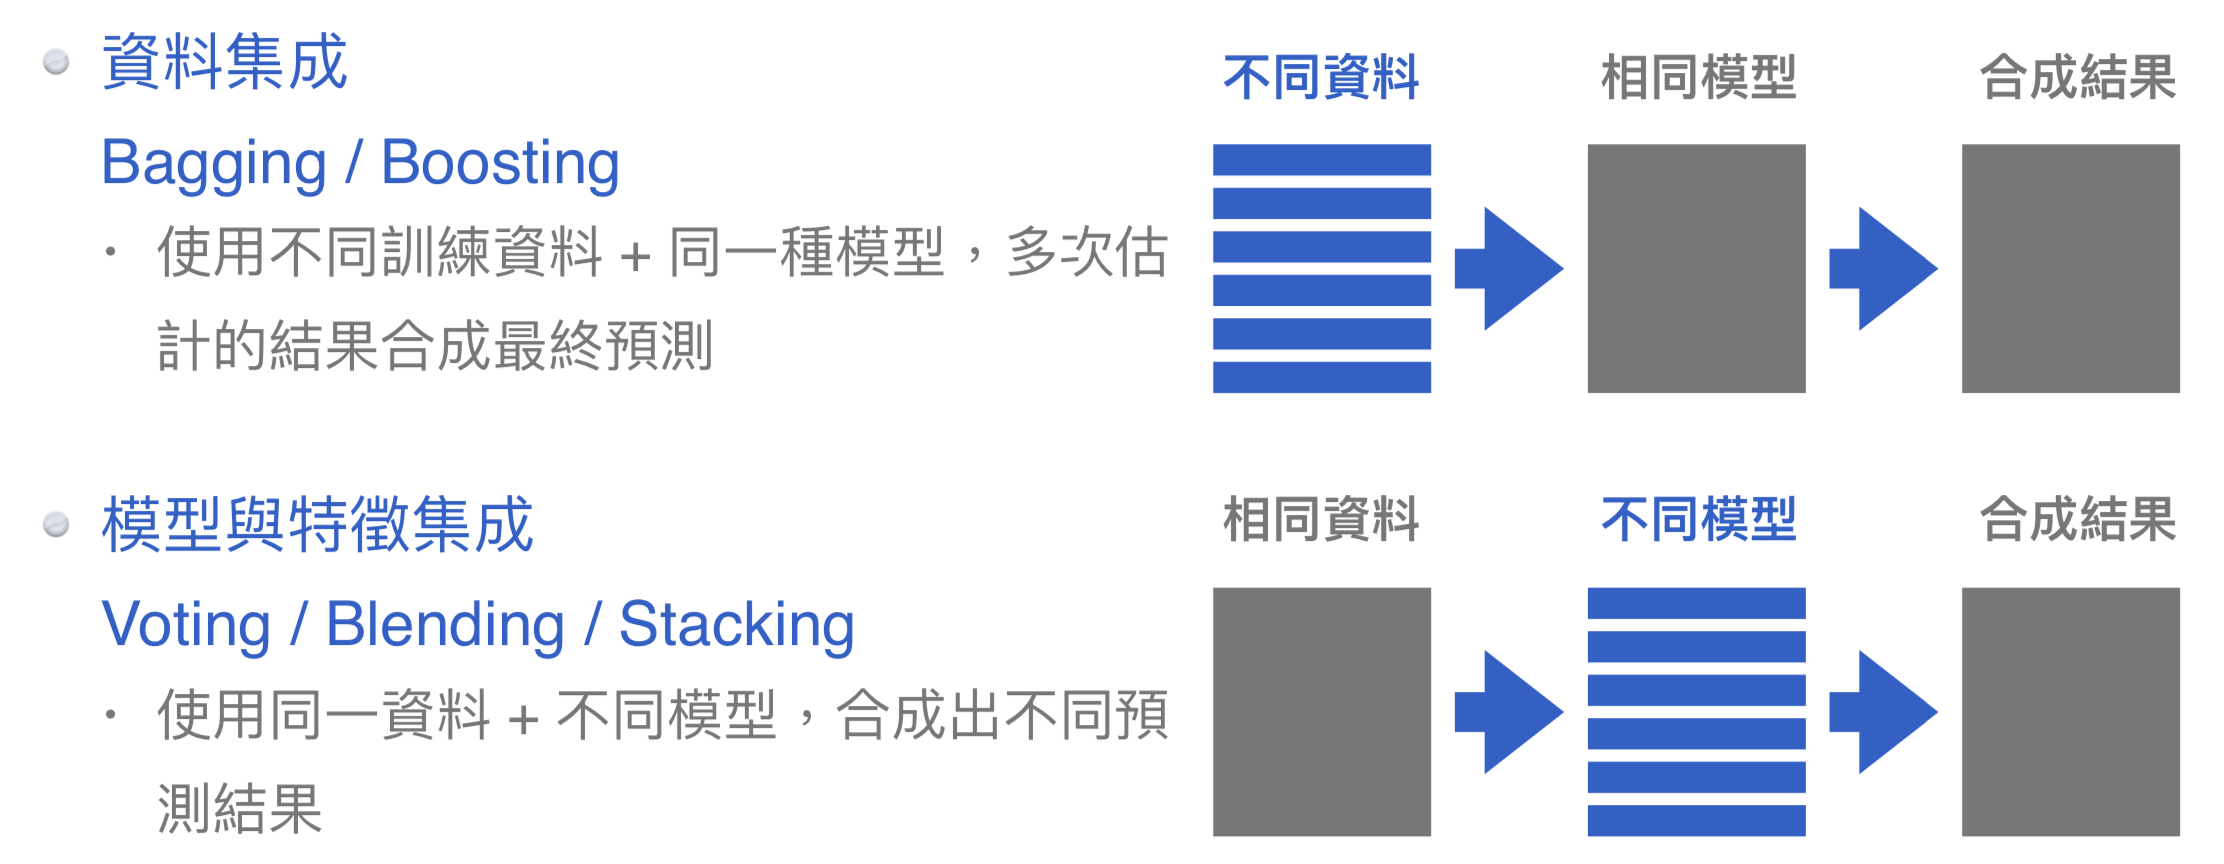 資料集成
Bagging / Boosting
• 使用不同訓練資料 + 同一種模型，多次估
計的結果合成最終預測
不同資料
相同模型
合成結果
模型與特徵集成
Voting / Blending / Stacking
• 使用同一資料 + 不同模型，合成出不同預
測結果
相同資料
不同模型
合成結果